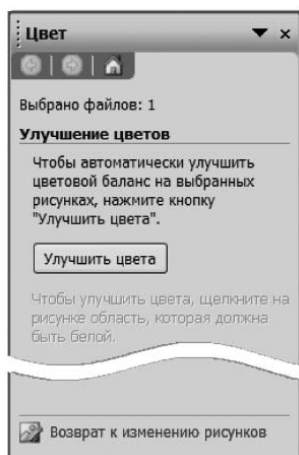 Цвет
Выбрано файлов: 1
Улучшение цветов
Чтобы автоматически улучшить
цветовой баланс на выбранных
рисунках, нажмите кнопку
"Улучшить цвета".
Улучшить цвета
Чтобы улучшить цвета, щелкните на
рисунке область, которая должна
быть белой.
Возврат к изменению рисунков